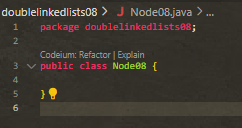 doublelinkedlists08 > J Node08.java > ...
1 package doublelinkedlists08;
2
Codeium: Refactor | Explain
3 public class Node08 {
4
5 }
6